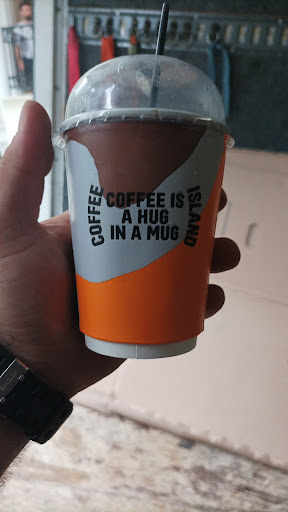 COFFEE
COFFEE IS
A HUG
IN A MUG
ISLAND